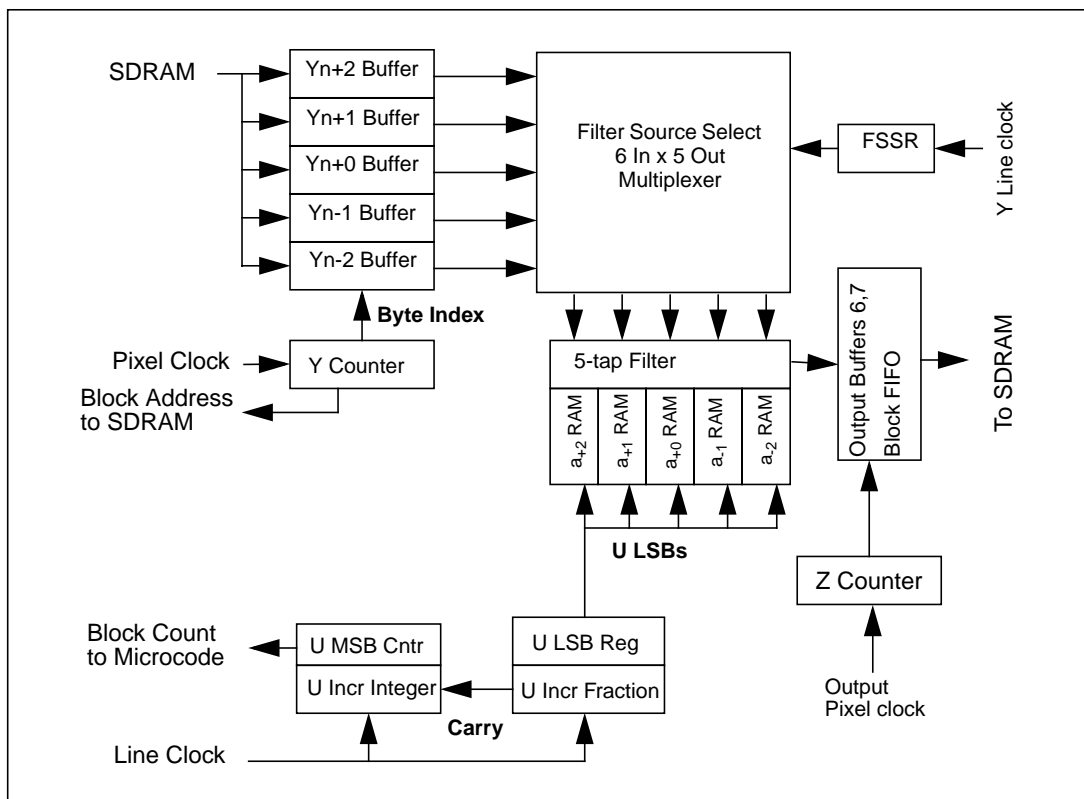 SDRAM
Yn+2 Buffer
Yn+1 Buffer
Yn+0 Buffer
Yn-1 Buffer
Yn-2 Buffer
Filter Source Select
6 In x 5 Out
Multiplexer
FSSR
Y Line clock
Byte Index
Pixel Clock
Y Counter
Block Address
to SDRAM
5-tap Filter
a+2 RAM
a+1 RAM
a+0 RAM
a-1 RAM
a-2 RAM
Output Buffers 6,7
Block FIFO
To SDRAM
U LSBs
Z Counter
Block Count
to Microcode
U MSB Cntr
U LSB Reg
U Incr Integer
U Incr Fraction
Carry
Output
Pixel clock
Line Clock